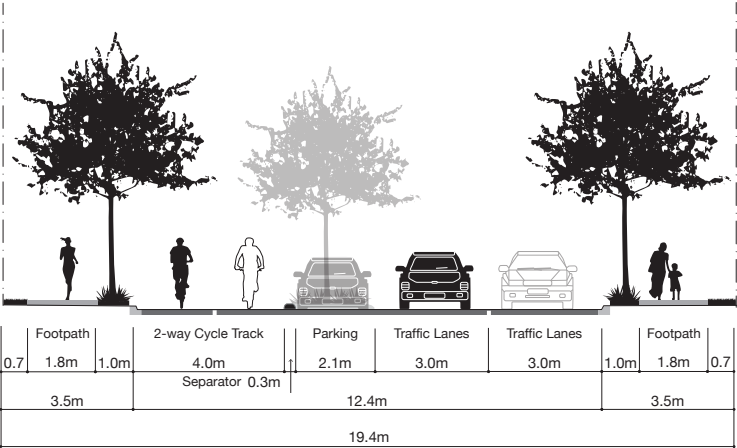 Footpath 2-way Cycle Track Parking Traffic Lanes Traffic Lanes Footpath
0.7 1.8m 1.0m 4.0m 2.1m 3.0m 3.0m 1.0m 1.8m 0.7
Separator 0.3m
3.5m 12.4m 3.5m
19.4m